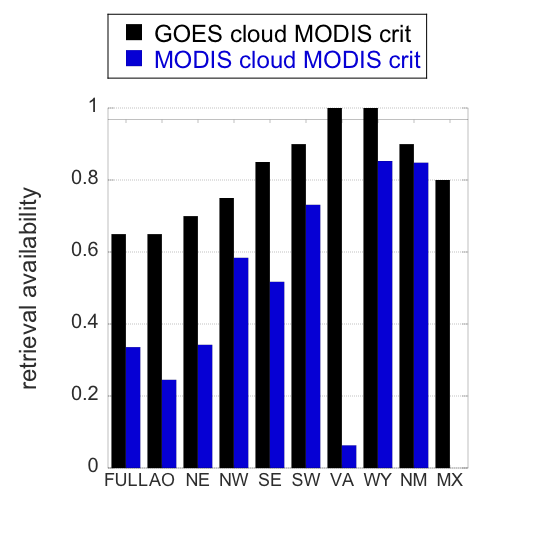 GOES cloud MODIS crit
MODIS cloud MODIS crit
retrieval availability
1
0.8
0.6
0.4
0.2
0
FULL AO NE NW SE SW VA WY NM MX